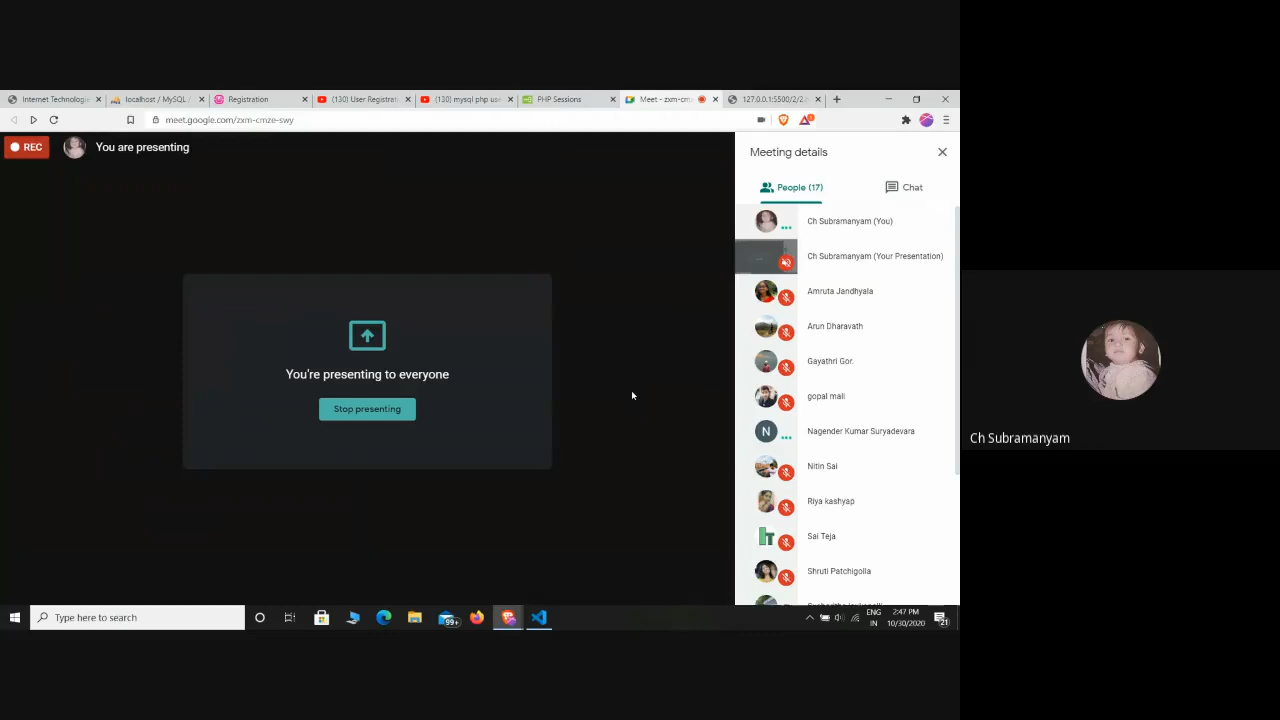 Internet Technologie
localhost / MySQL /
Registration
(130) User Registrat
(130) mysql php use
PHP Sessions
Meet - zxm-cmz
127.0.0.1:5500/2/2.h
meet.google.com/zxm-cmze-swy
REC
You are presenting
Meeting details
People (17)
Chat
Ch Subramanyam (You)
Ch Subramanyam (Your Presentation)
Amruta Jandhyala
Arun Dharavath
Gayathri Gor.
gopal mali
N
Nagender Kumar Suryadevara
Nitin Sai
Riya kashyap
Sai Teja
Shruti Patchigolla
You're presenting to everyone
Stop presenting
Ch Subramanyam
Type here to search
99+
ENG
IN
2:47 PM
10/30/2020
21